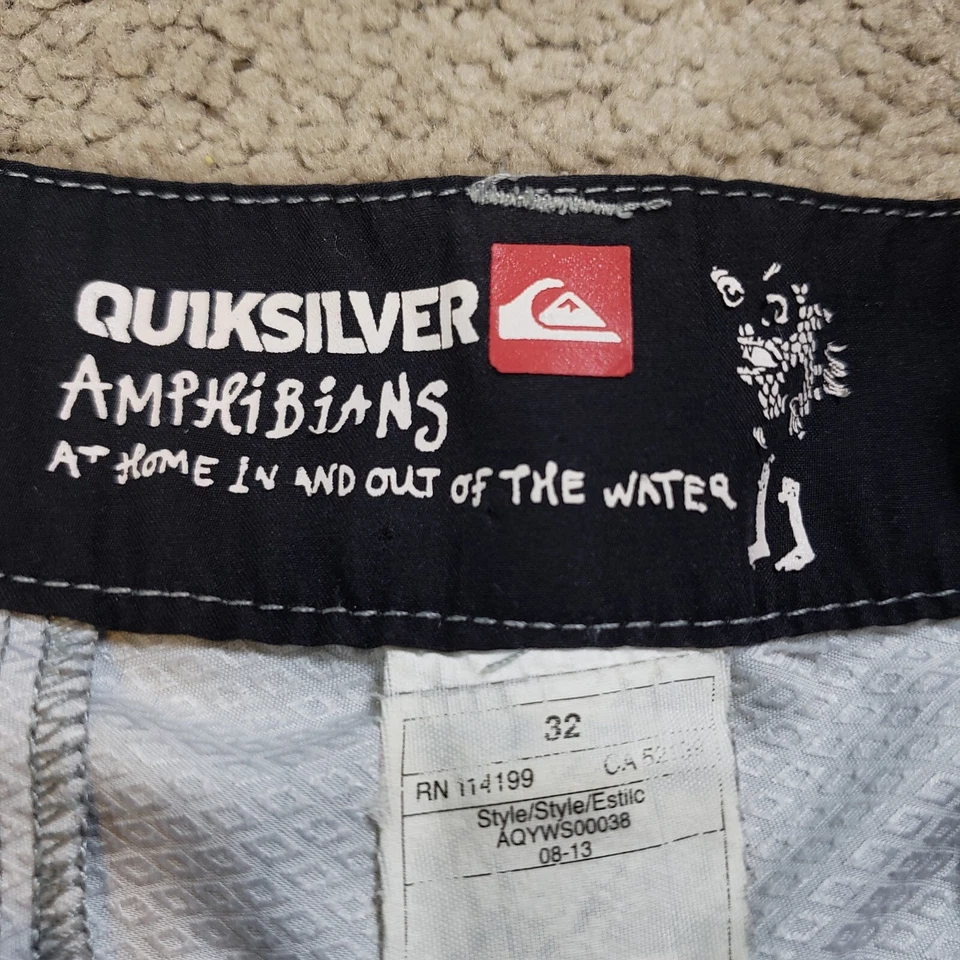 QUIKSILVER
AMPHiBiANS
AT HOME IN AND OUT OF THE WATER
32
RN 114199 CA
Style/Style/Estilc
AQYWS00038
08-13